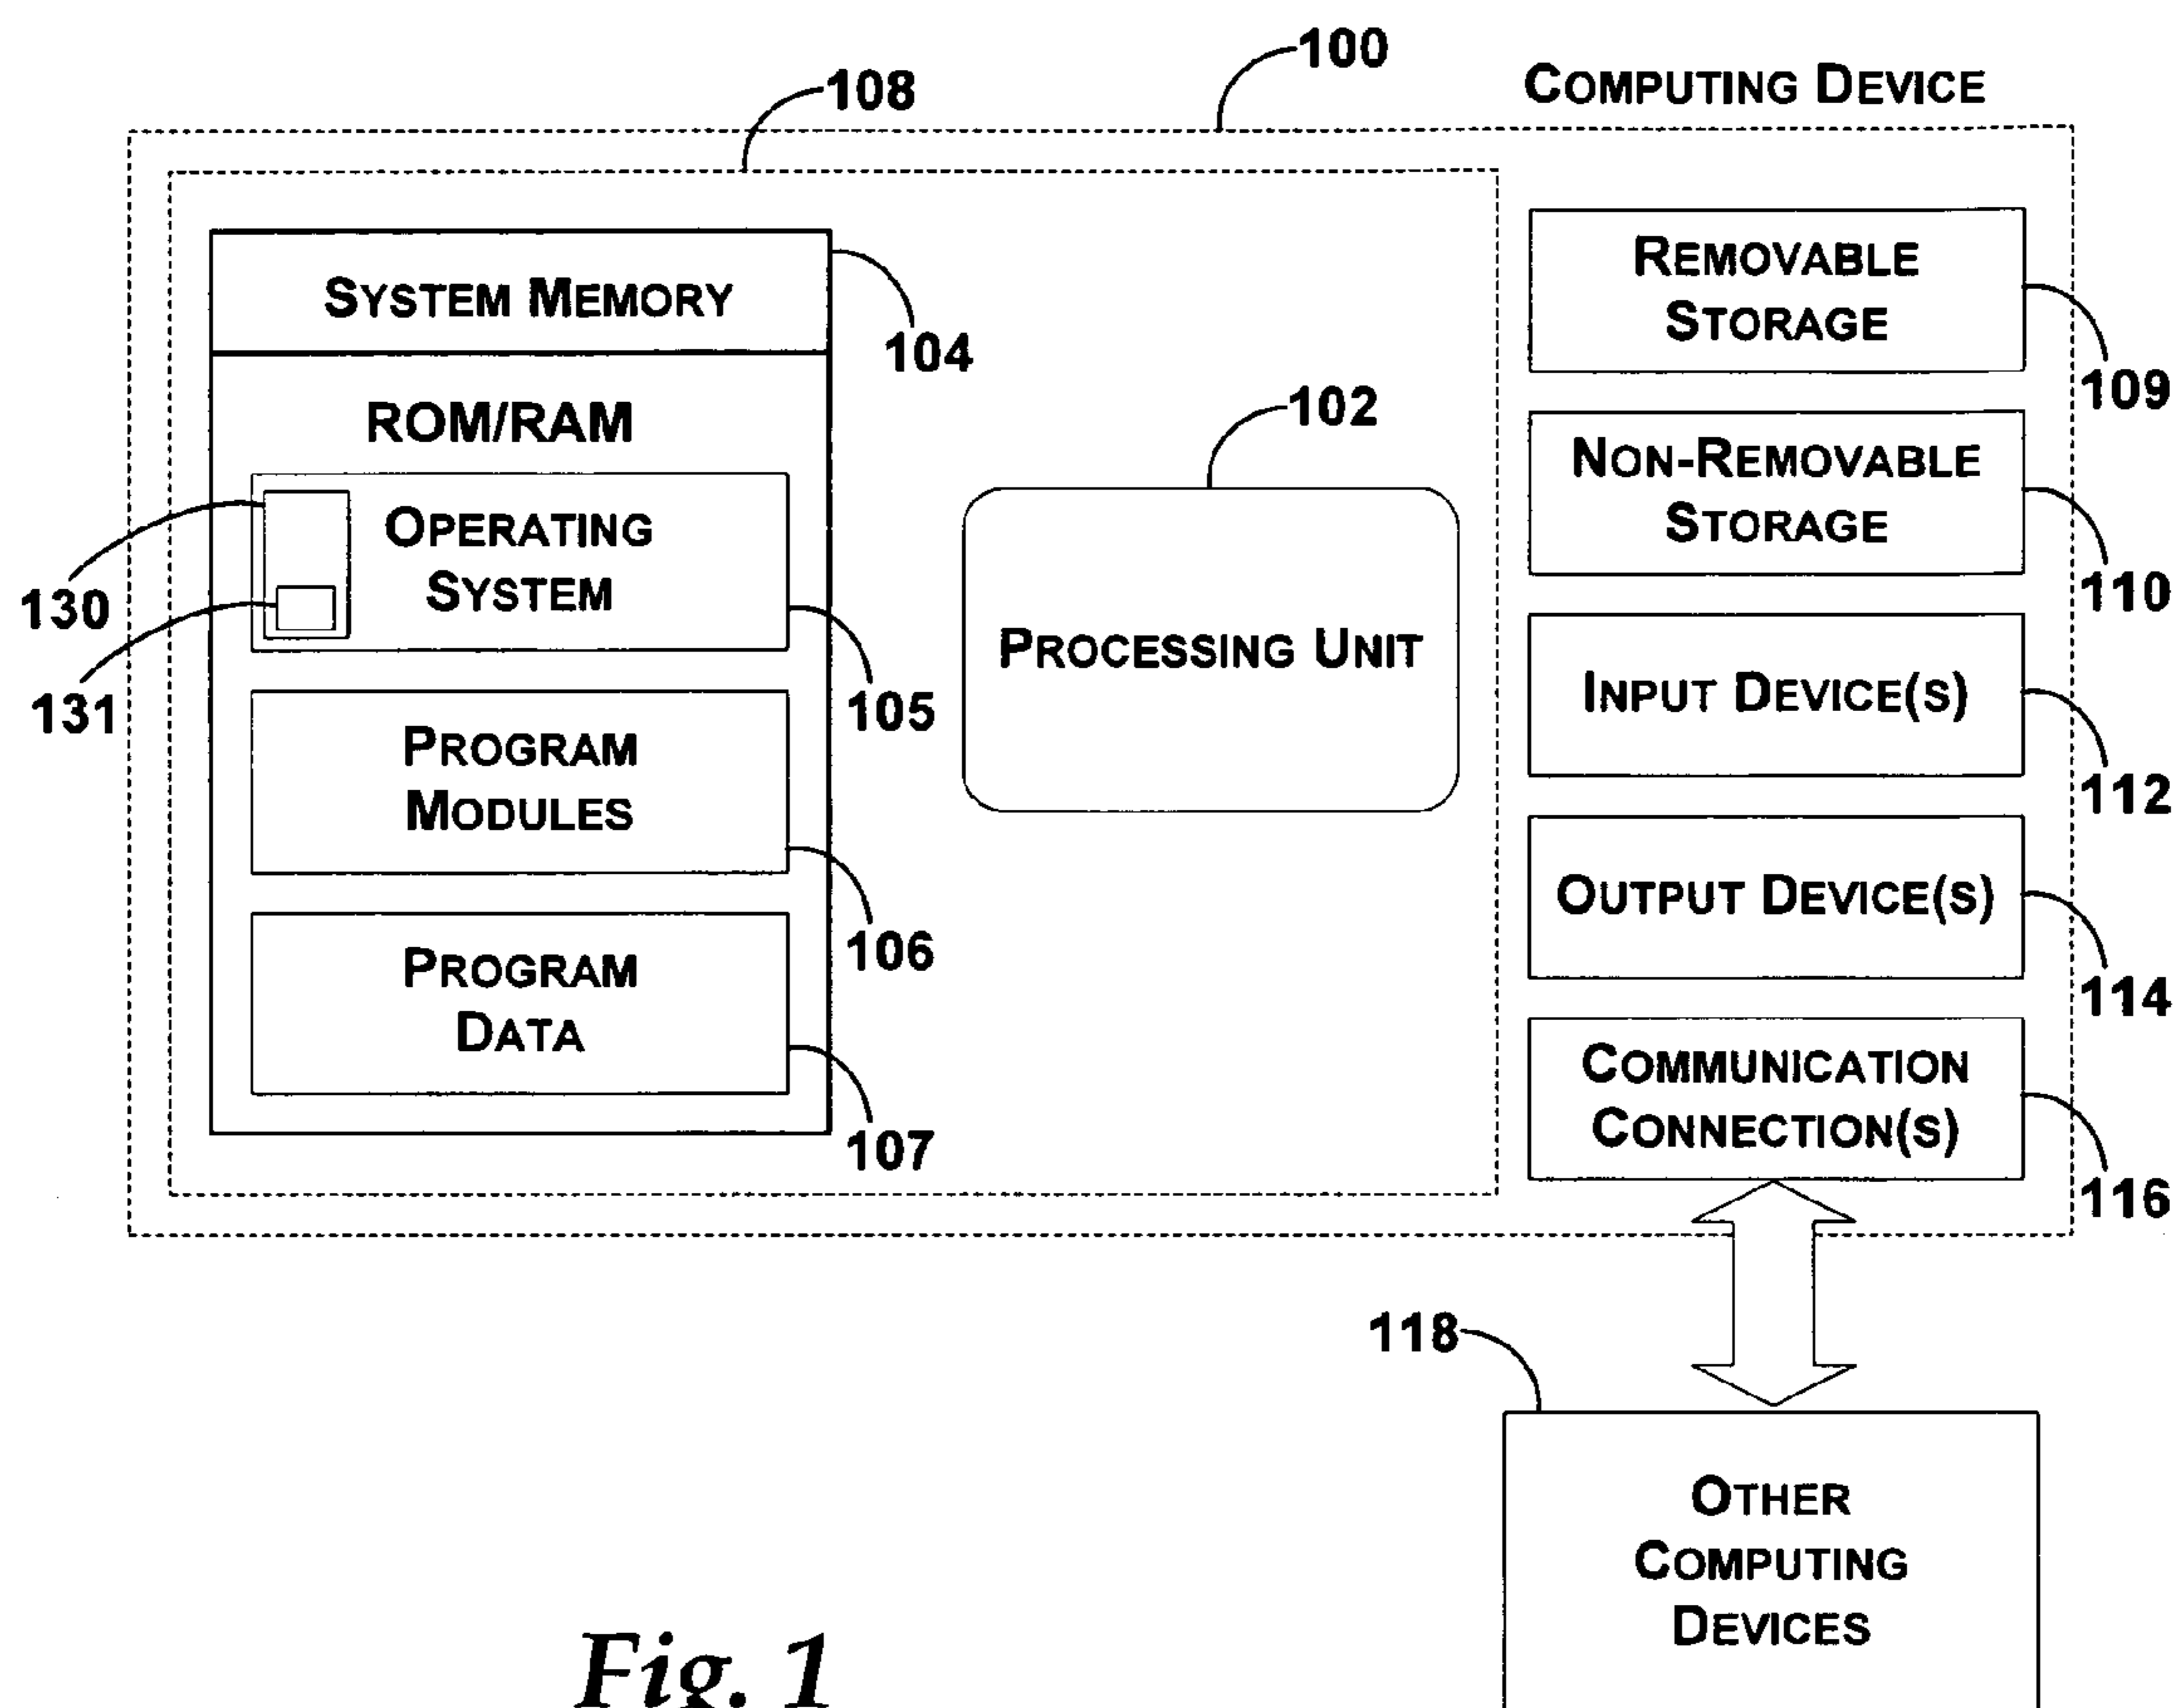 100
COMPUTING DEVICE
108
SYSTEM MEMORY
104
ROM/RAM
OPERATING
SYSTEM
130
131
105
PROGRAM
MODULES
106
PROGRAM
DATA
107
102
PROCESSING UNIT
REMOVABLE
STORAGE
109
NON-REMOVABLE
STORAGE
110
INPUT DEVICE(S)
112
OUTPUT DEVICE(S)
114
COMMUNICATION
CONNECTION(S)
116
118
OTHER
COMPUTING
DEVICES
Fig. 1